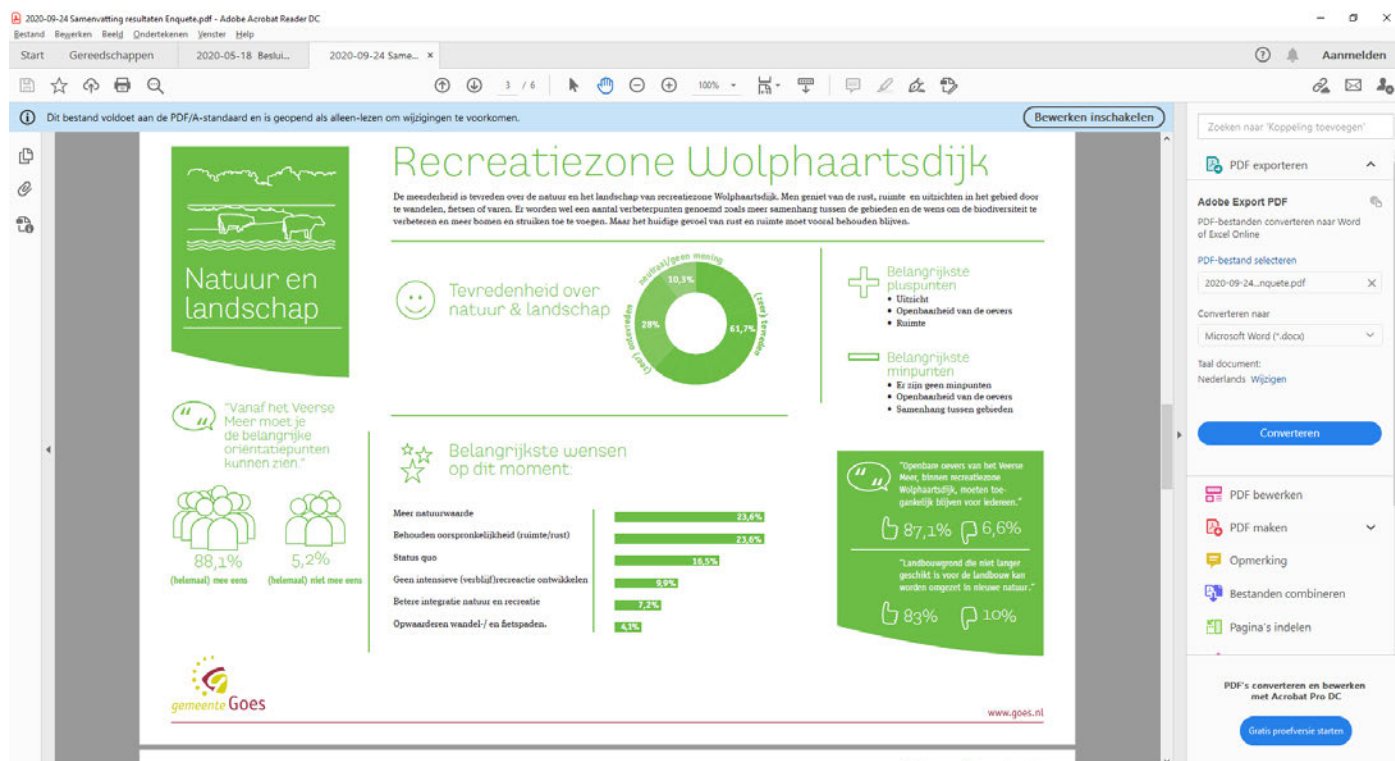 2020-09-24 Samenvatting resultaten Enquete.pdf - Adobe Acrobat Reader DC
Bestand Bewerken Beeld Ondertekenen Venster Help
Start Gereedschappen 2020-05-18 Beslui... 2020-09-24 Same... × Aanmelden
3 / 6 100%
Dit bestand voldoet aan de PDF/A-standaard en is geopend als alleen-lezen om wijzigingen te voorkomen. Bewerken inschakelen
Natuur en
landschap
"Vanaf het Veerse
Meer moet je
de belangrijke
orientatiepunten
kunnen zien."
88,1% 5,2%
(helemaal) mee eens (helemaal) niet mee eens
Recreatiezone Wolphaartsdijk
De meerderheid is tevreden over de natuur en het landschap van recreatiezone Wolphaartsdijk. Men geniet van de rust, ruimte en uitzichten in het gebied door
te wandelen, fietsen of varen. Er worden wel een aantal verbeterpunten genoemd zoals meer samenhang tussen de gebieden en de wens om de biodiversiteit te
verbeteren en meer bomen en struiken toe te voegen. Maar het huidige gevoel van rust en ruimte moet vooral behouden blijven.
Tevredenheid over
natuur & landschap
neutraal/geen mening
10,3%
(zeer) ontevreden
28%
61,7%
(zeer) tevreden
Belangrijkste
pluspunten
• Uitzicht
• Openbaarheid van de oevers
• Ruimte
Belangrijkste
minpunten
• Er zijn geen minpunten
• Openbaarheid van de oevers
• Samenhang tussen gebieden
Belangrijkste wensen
op dit moment:
Meer natuurwaarde 23,6%
Behouden oorspronkelijkheid (ruimte/rust) 23,6%
Status quo 16,5%
Geen intensieve (verblijf)recreatie ontwikkelen 9,9%
Betere integratie natuur en recreatie 7,2%
Opwaarderen wandel-/ en fietspaden. 4,1%
"Openbare oevers van het Veerse
Meer, binnen recreatiezone
Wolphaartsdijk, moeten toe-
gankelijk blijven voor iedereen."
87,1% 6,6%
"Landbouwgrond die niet langer
geschikt is voor de landbouw kan
worden omgezet in nieuwe natuur."
83% 10%
gemeente Goes
www.goes.nl
Zoeken naar 'Koppeling toevoegen'
PDF exporteren
Adobe Export PDF
PDF-bestanden converteren naar Word
of Excel Online
PDF-bestand selecteren
2020-09-24...nquete.pdf ×
Converteren naar
Microsoft Word (*.docx)
Taal document:
Nederlands Wijzigen
Converteren
PDF bewerken
PDF maken
Opmerking
Bestanden combineren
Pagina's indelen
PDF's converteren en bewerken
met Acrobat Pro DC
Gratis proefversie starten